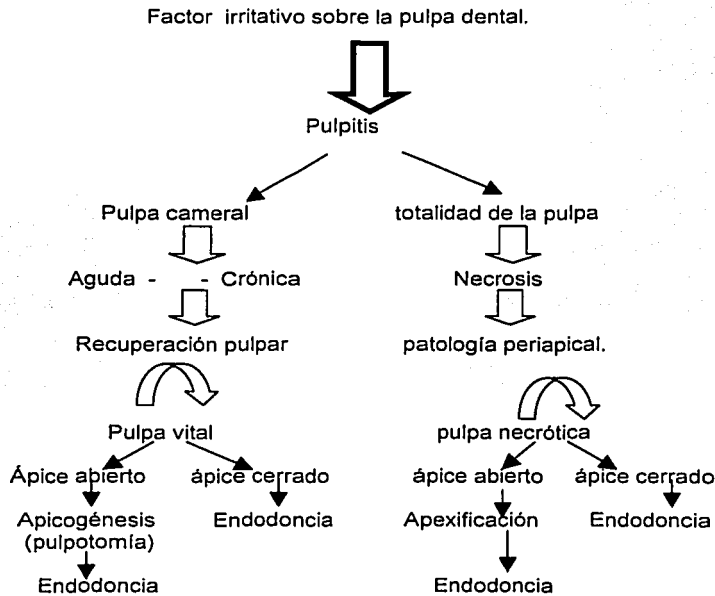 Factor irritativo sobre la pulpa dental.
Pulpitis
Pulpa cameral totalidad de la pulpa
Aguda - - Crónica Necrosis
Recuperación pulpar patología periapical.
Pulpa vital pulpa necrótica
Ápice abierto ápice cerrado ápice abierto ápice cerrado
Apicogénesis Endodoncia Apexificación Endodoncia
(pulpotomía)
Endodoncia Endodoncia